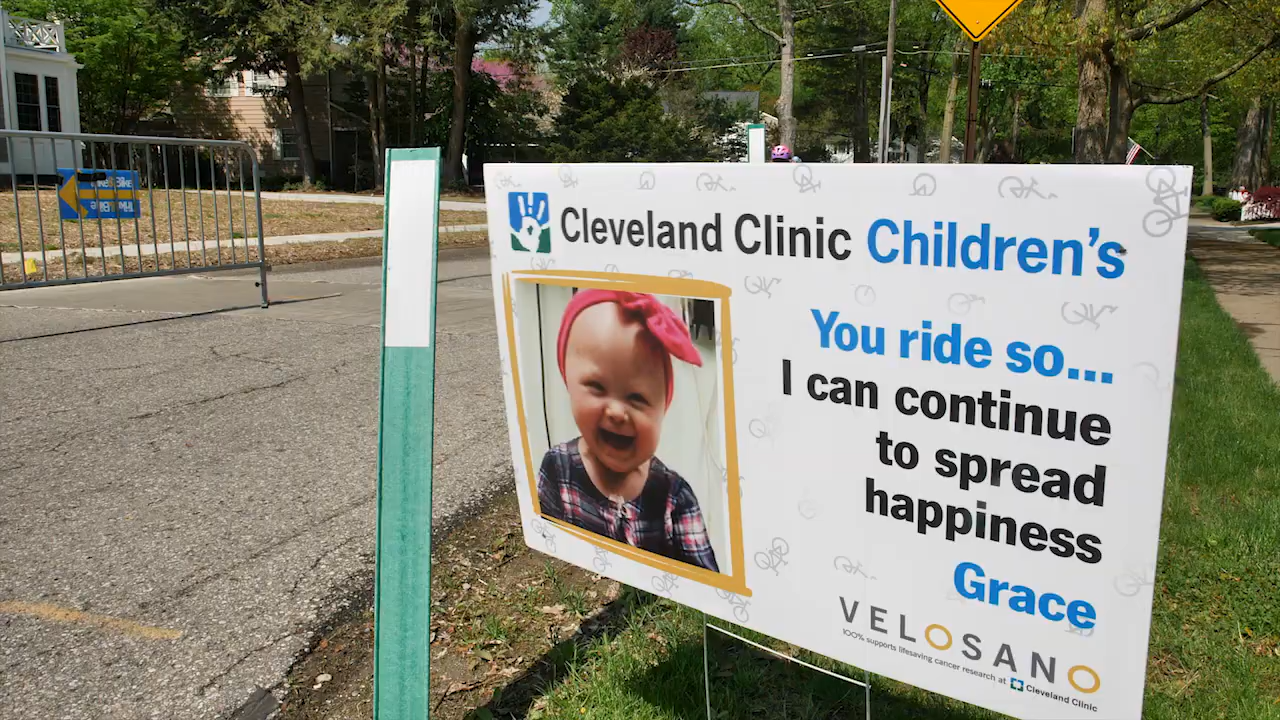 Cleveland Clinic Children's
You ride so...
I can continue
to spread
happiness
Grace
VELOSANO
100% supports lifesaving cancer research at Cleveland Clinic